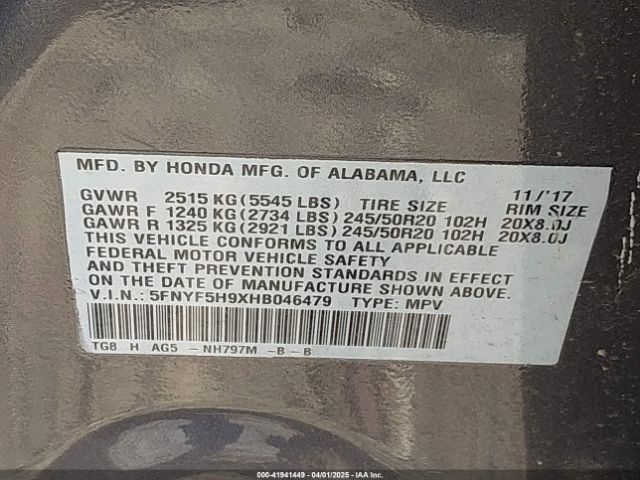 MFD. BY HONDA MFG. OF ALABAMA, LLC
GVWR 2515 KG (5545 LBS) TIRE SIZE 11/'17 RIM SIZE
GAWR F 1240 KG (2734 LBS) 245/50R20 102H 20X8.0J
GAWR R 1325 KG (2921 LBS) 245/50R20 102H 20X8.0J
THIS VEHICLE CONFORMS TO ALL APPLICABLE
FEDERAL MOTOR VEHICLE SAFETY
AND THEFT PREVENTION STANDARDS IN EFFECT
ON THE DATE OF MANUFACTURE SHOWN ABOVE.
V.I.N.: 5FNYF5H9XHB046479 TYPE: MPV
TG8 H AG5 - NH797M -B -B
000-41941449 | 04/01/2025 - IAA Inc.